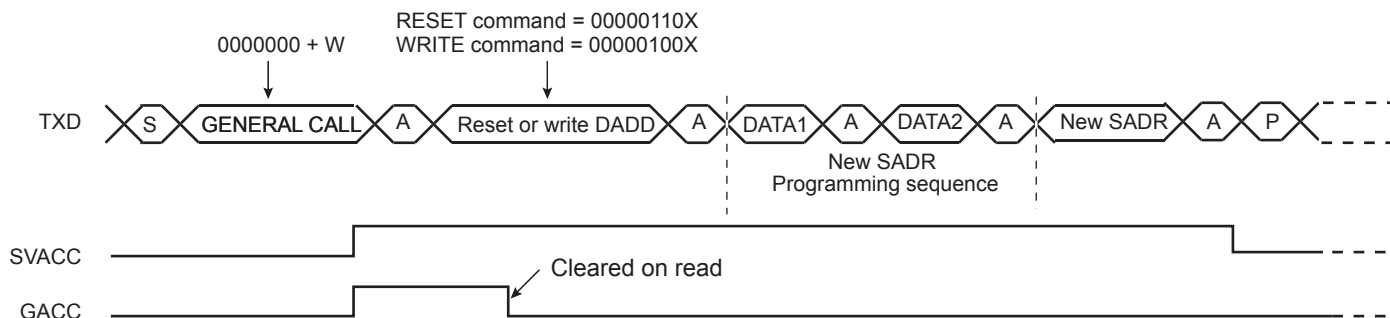 RESET command = 00000110X
0000000 + W
WRITE command = 00000100X
TXD
S
GENERAL CALL
A
Reset or write DADD
A
DATA1
A
DATA2
A
New SADR
A
P
New SADR
Programming sequence
SVACC
Cleared on read
GACC